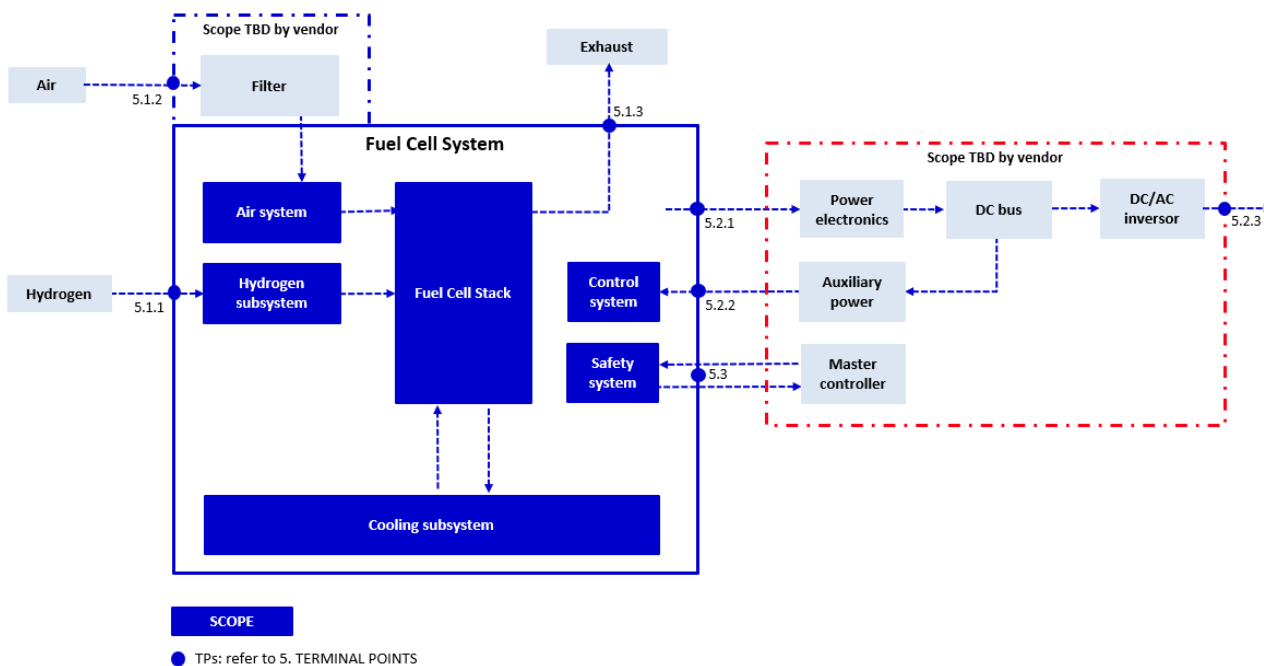 Scope TBD by vendor
Exhaust
Air
Filter
5.1.2
5.1.3
Fuel Cell System
Scope TBD by vendor
Air system
Fuel Cell Stack
Power
electronics
DC bus
DC/AC
inversor
5.2.1
5.2.3
Hydrogen
Hydrogen
subsystem
5.1.1
Control
system
Auxiliary
power
5.2.2
Safety
system
5.3
Master
controller
Cooling subsystem
SCOPE
TPs: refer to 5. TERMINAL POINTS